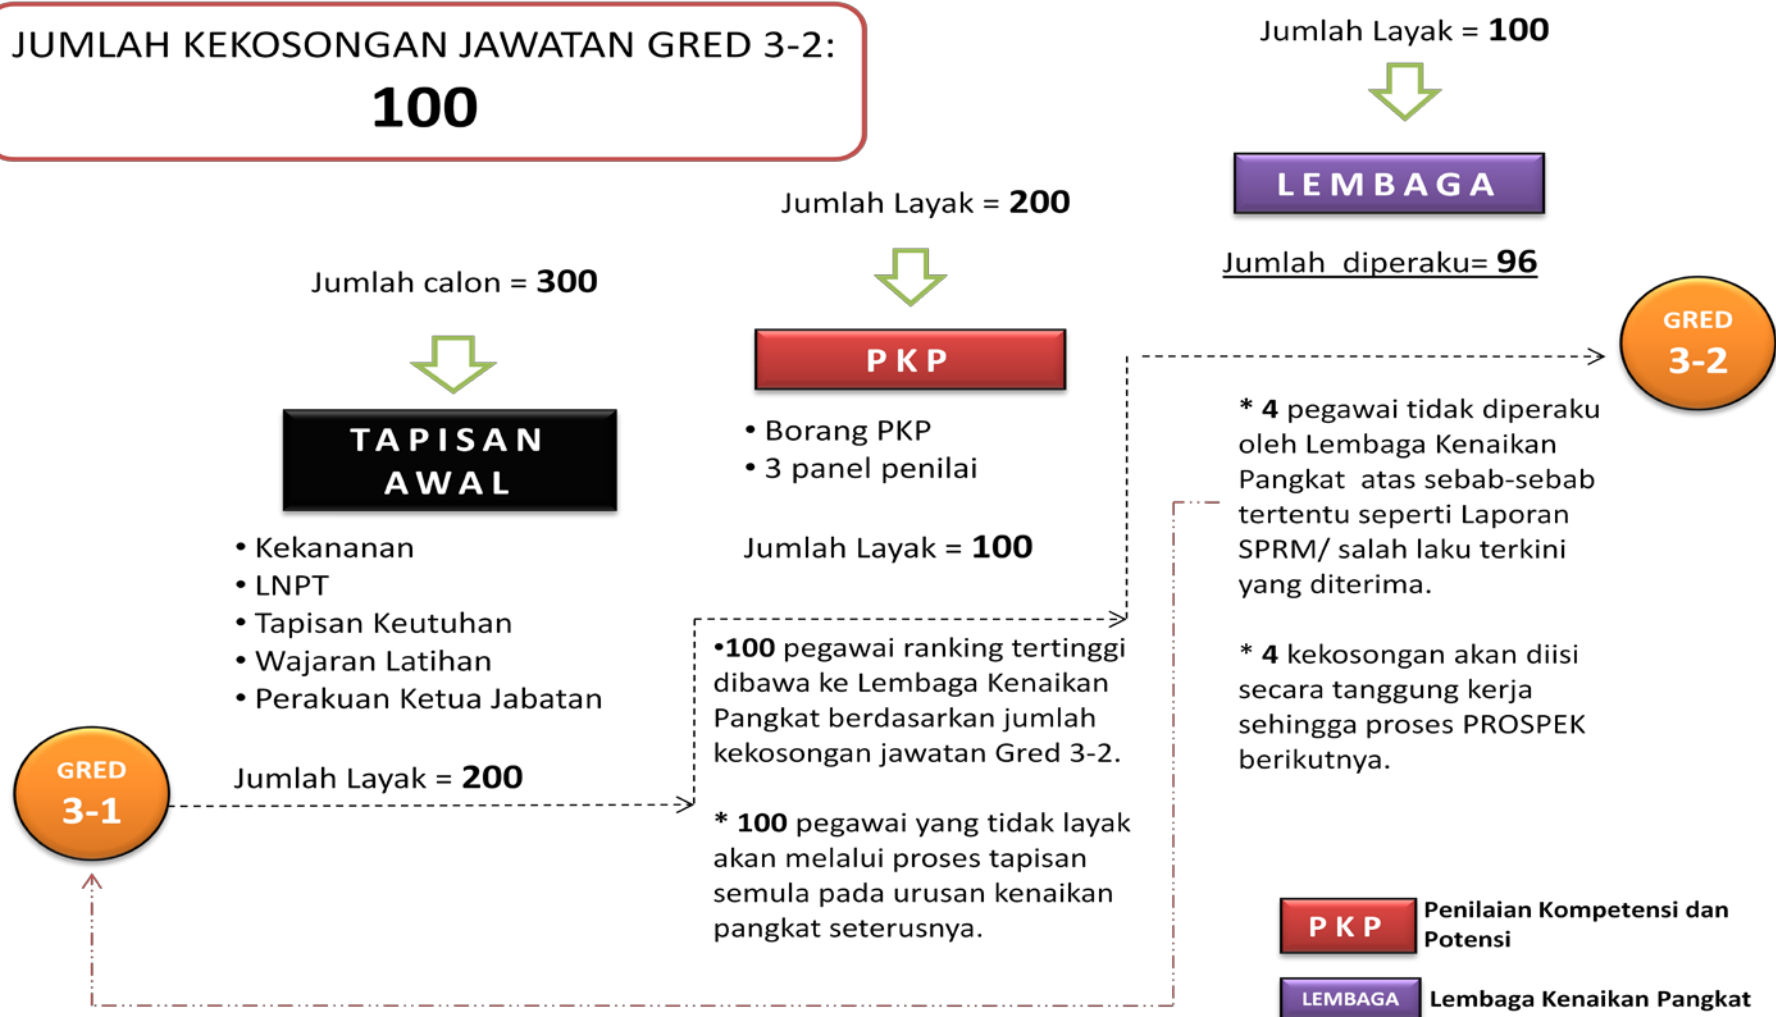 JUMLAH KEKOSONGAN JAWATAN GRED 3-2:
100
Jumlah calon = 300
TAPISAN
AWAL
• Kekananan
• LNPT
• Tapisan Keutuhan
• Wajaran Latihan
• Perakuan Ketua Jabatan
Jumlah Layak = 200
GRED
3-1
Jumlah Layak = 200
PKP
• Borang PKP
• 3 panel penilai
Jumlah Layak = 100
•100 pegawai ranking tertinggi
dibawa ke Lembaga Kenaikan
Pangkat berdasarkan jumlah
kekosongan jawatan Gred 3-2.
* 100 pegawai yang tidak layak
akan melalui proses tapisan
semula pada urusan kenaikan
pangkat seterusnya.
Jumlah Layak = 100
LEMBAGA
Jumlah diperaku= 96
GRED
3-2
* 4 pegawai tidak diperaku
oleh Lembaga Kenaikan
Pangkat atas sebab-sebab
tertentu seperti Laporan
SPRM/ salah laku terkini
yang diterima.
* 4 kekosongan akan diisi
secara tanggung kerja
sehingga proses PROSPEK
berikutnya.
PKP
Penilaian Kompetensi dan
Potensi
LEMBAGA
Lembaga Kenaikan Pangkat